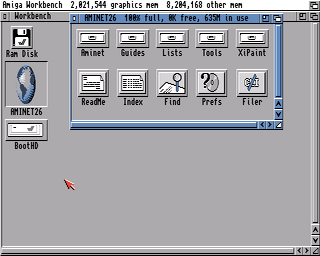 Amiga Workbench 2,021,544 graphics mem 8,204,168 other mem
Workbench
AMINET26 100% full, 0K free, 635M in use
Ram Disk
AMINET26
BootHD
Aminet Guides Lists Tools XiPaint
ReadMe Index Find Prefs Filer